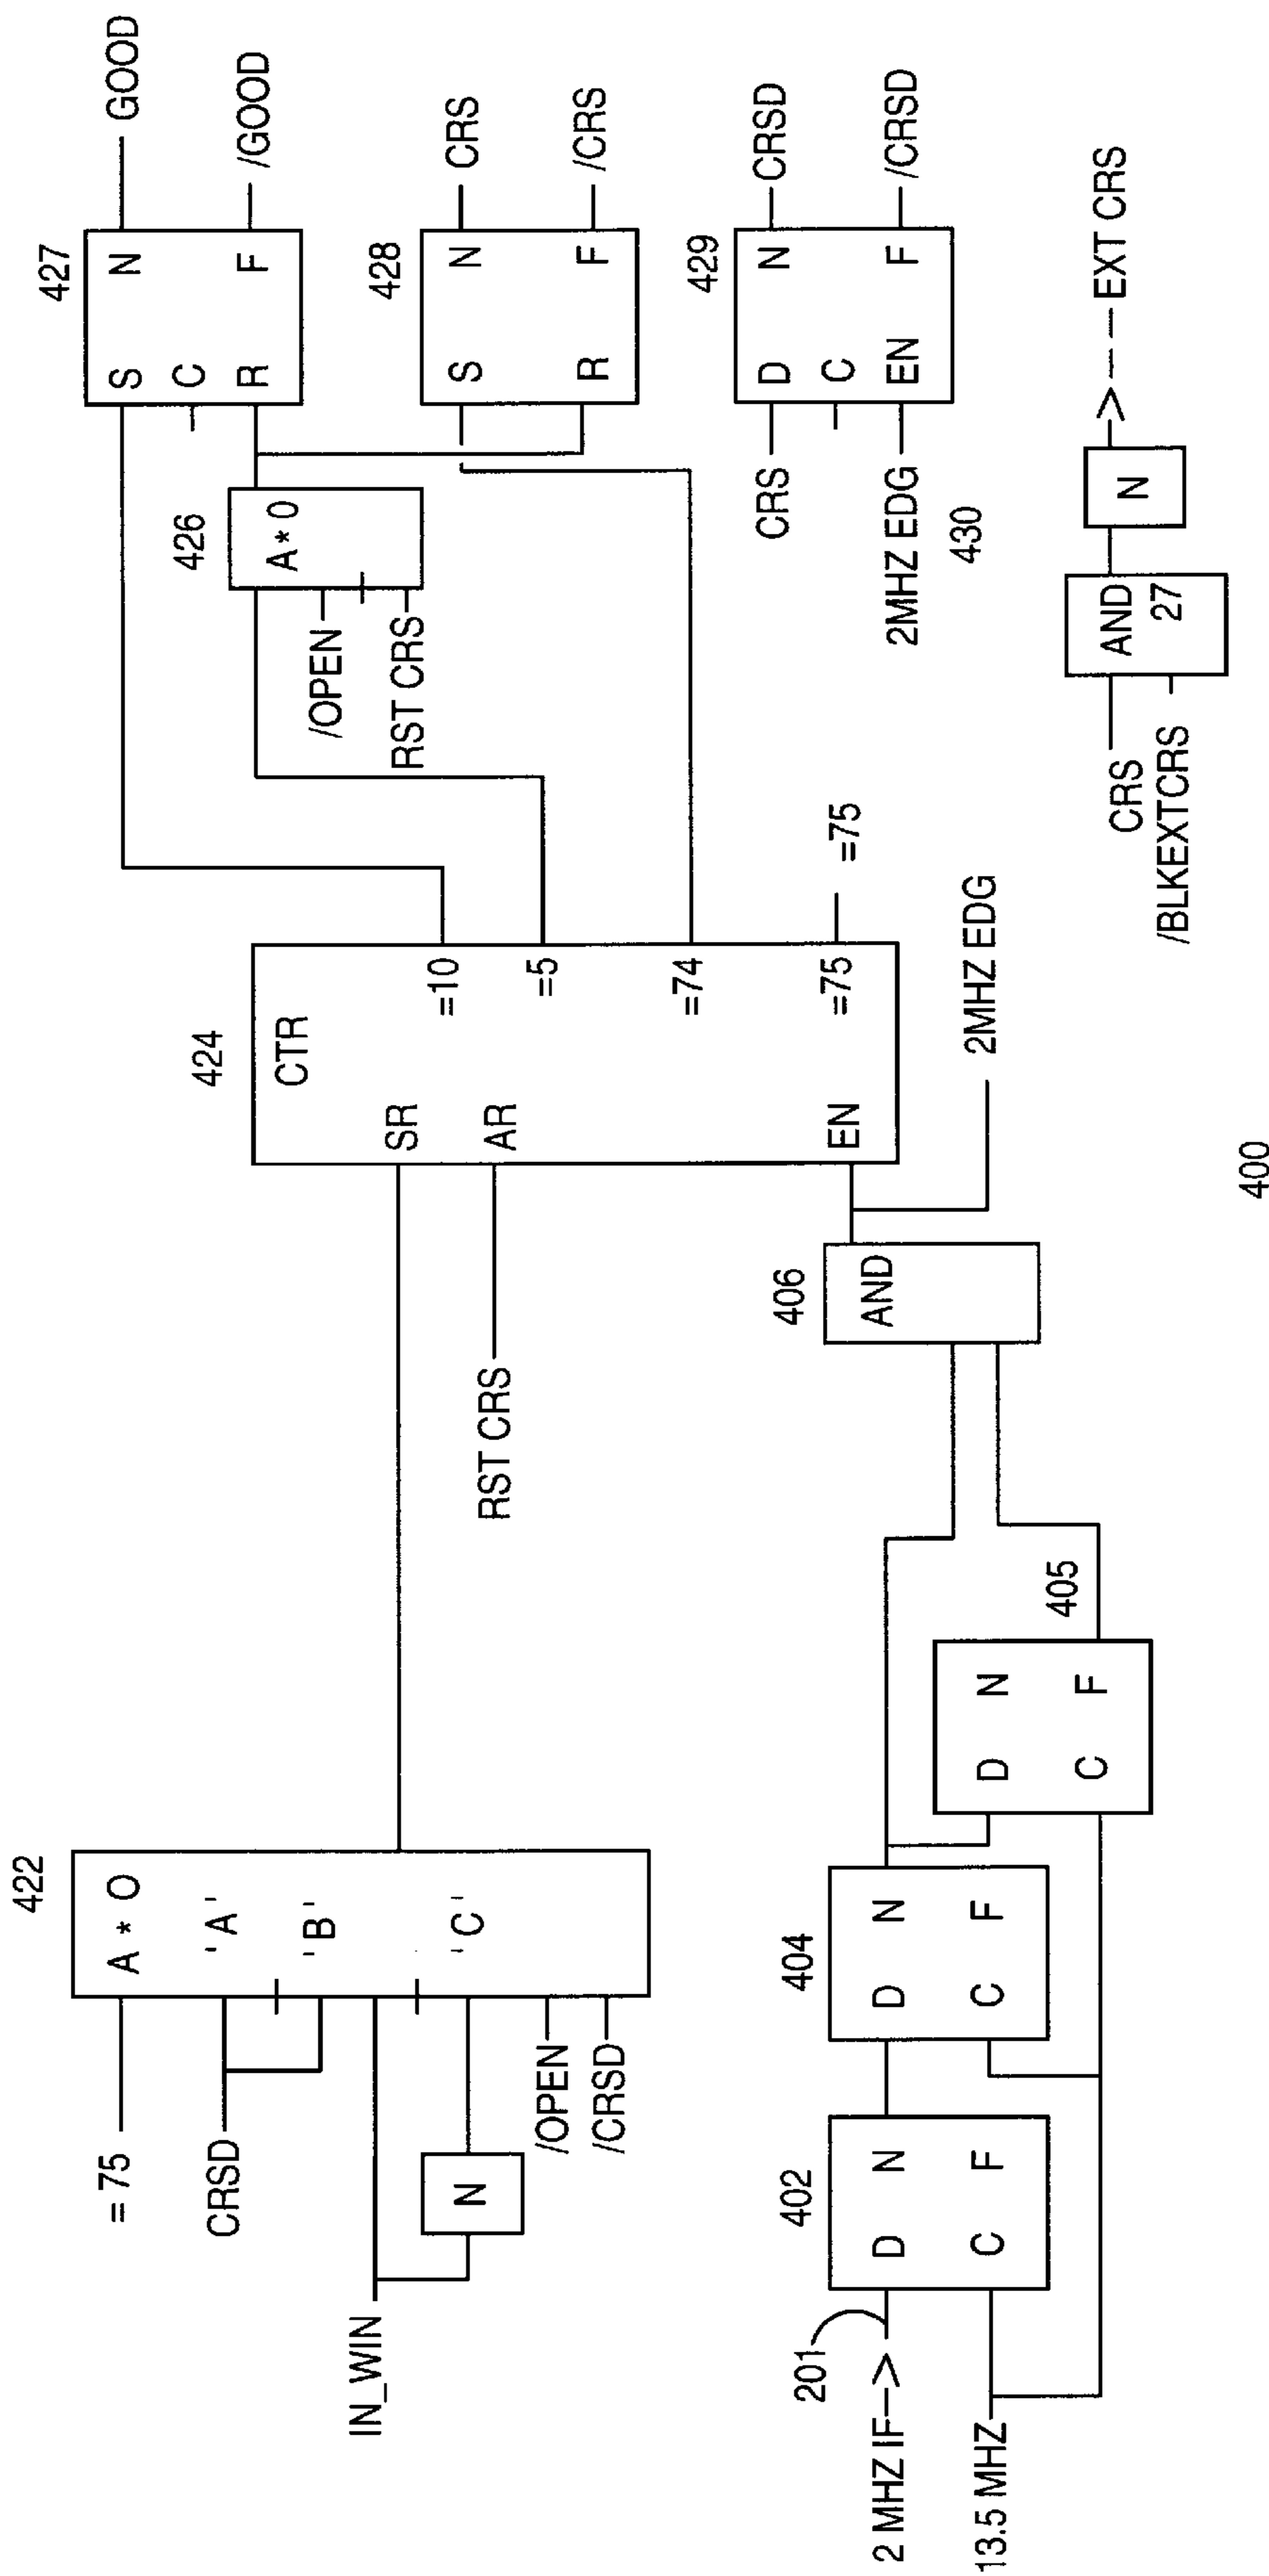 422
A * O
'A'
'B'
'C'
= 75
CRSD
IN_WIN
N
/OPEN
/CRSD
201
2 MHZ IF->
13.5 MHZ
402
D N
C F
404
D N
C F
405
D N
C F
406
AND
2MHZ EDG
RST CRS
424
CTR
SR
AR
EN
=10
=5
=74
=75
=75
426
A * 0
/OPEN
RST CRS
427
S N
C
R F
GOOD
/GOOD
428
S N
R F
CRS
/CRS
429
D N
C
EN F
CRS
2MHZ EDG
430
CRSD
/CRSD
CRS
/BLKEXTCRS
AND
27
N
EXT CRS
400